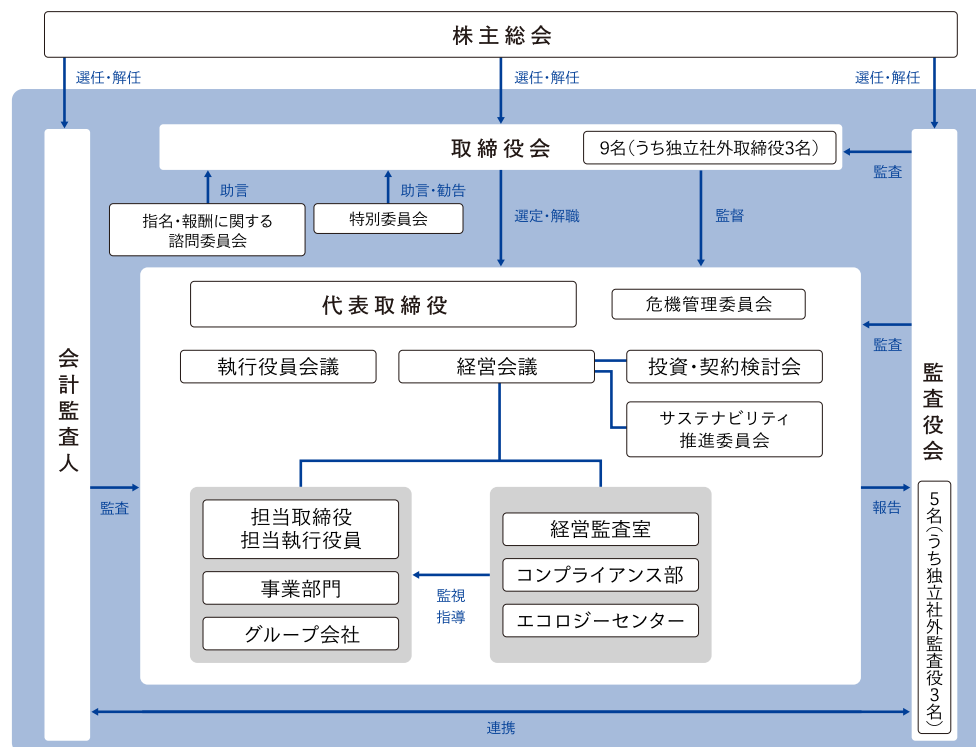 株主総会
選任・解任
選任・解任
選任・解任
取締役会
9名（うち独立社外取締役3名）
監査
助言
助言・勧告
指名・報酬に関する
諮問委員会
特別委員会
選定・解職
監督
代表取締役
危機管理委員会
監査
執行役員会議
経営会議
投資・契約検討会
サステナビリティ
推進委員会
会計監査人
監査役会
5名（うち独立社外監査役3名）
監査
報告
担当取締役
担当執行役員
事業部門
グループ会社
監視
指導
経営監査室
コンプライアンス部
エコロジーセンター
連携